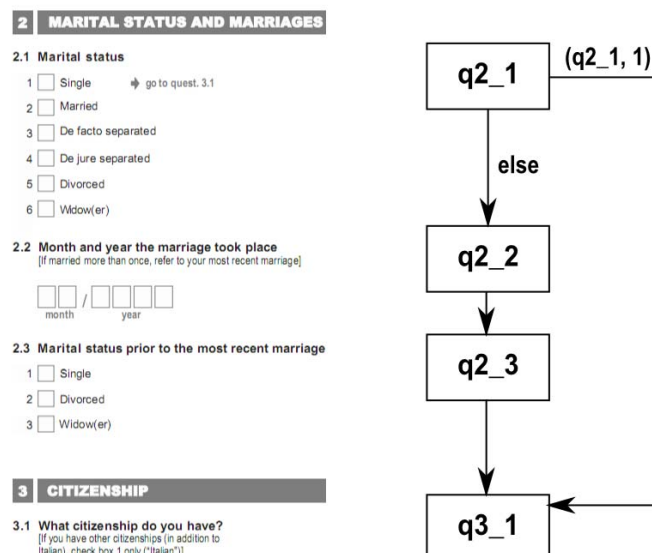 2 MARITAL STATUS AND MARRIAGES
2.1 Marital status
1 Single go to quest. 3.1
2 Married
3 De facto separated
4 De jure separated
5 Divorced
6 Widow(er)
2.2 Month and year the marriage took place
[If married more than once, refer to your most recent marriage]
/
month year
2.3 Marital status prior to the most recent marriage
1 Single
2 Divorced
3 Widow(er)
3 CITIZENSHIP
3.1 What citizenship do you have?
[If you have other citizenships (in addition to
Italian), check box 1 only ("Italian")]
q2_1
(q2_1, 1)
else
q2_2
q2_3
q3_1